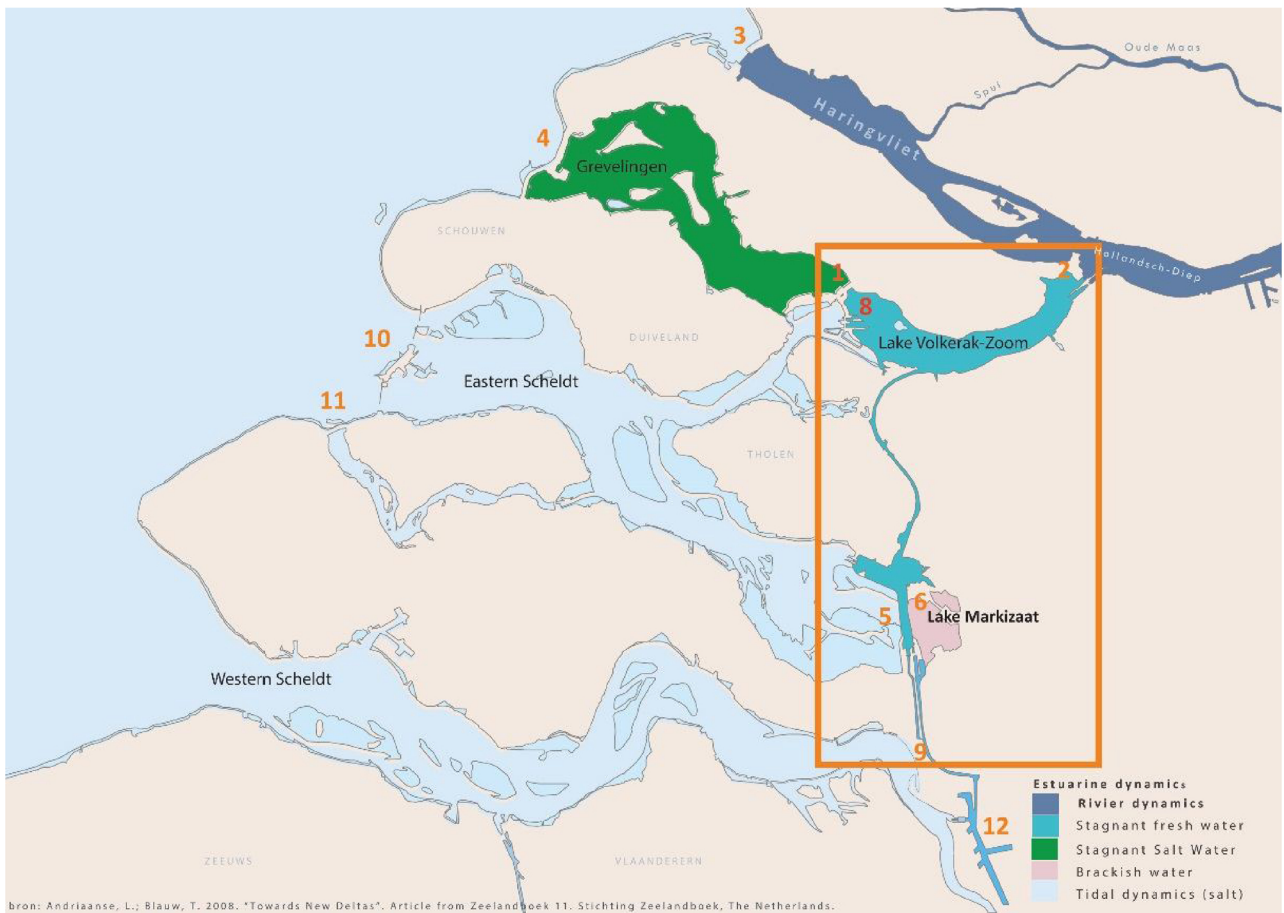 3
Oude Maas
Spui
Haringvliet
4
Grevelingen
SCHOUWEN
1
2
Hollandsch-Diep
8
10
DUIVELAND
Lake Volkerak-Zoom
Eastern Scheldt
11
THOLEN
5
6
Lake Markizaat
Western Scheldt
9
Estuarine dynamics
Rivier dynamics
12
Stagnant fresh water
ZEEUWS
VLAANDERERN
Stagnant Salt Water
Brackish water
Tidal dynamics (salt)
bron: Andriaanse, L.; Blauw, T. 2008. "Towards New Deltas". Article from Zeelandboek 11. Stichting Zeelandboek, The Netherlands.